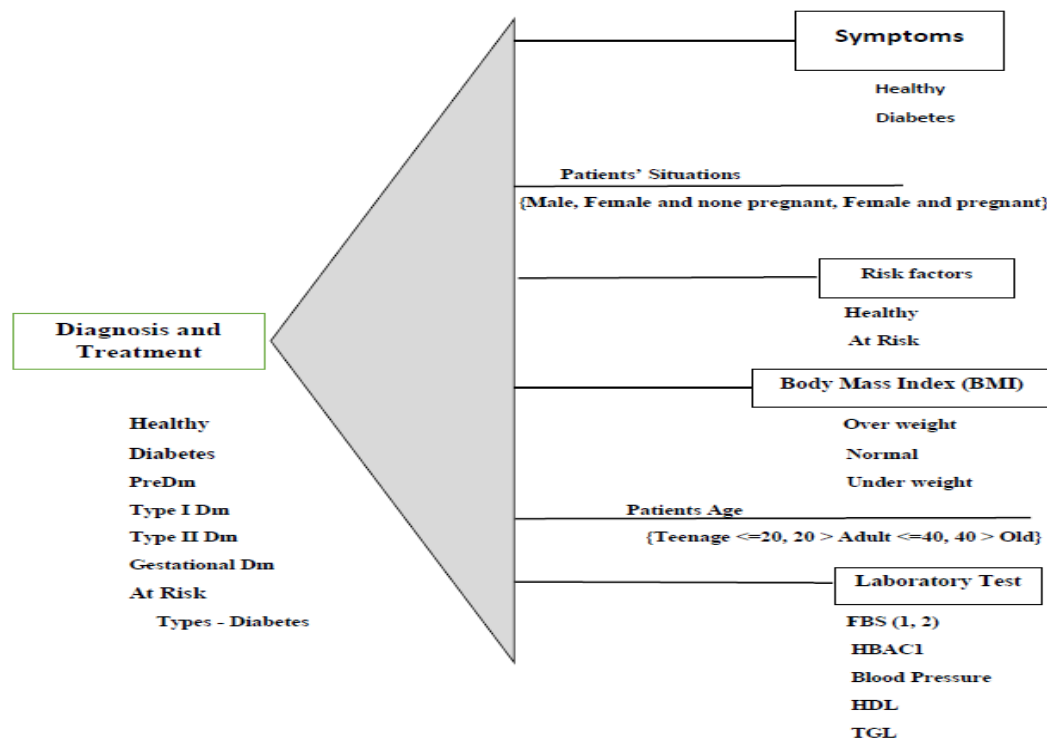 Symptoms
Healthy
Diabetes
Patients' Situations
{Male, Female and none pregnant, Female and pregnant}
Risk factors
Healthy
At Risk
Diagnosis and
Treatment
Healthy
Diabetes
PreDm
Type I Dm
Type II Dm
Gestational Dm
At Risk
Types - Diabetes
Body Mass Index (BMI)
Over weight
Normal
Under weight
Patients Age
{Teenage <=20, 20 > Adult <=40, 40 > Old}
Laboratory Test
FBS (1, 2)
HBAC1
Blood Pressure
HDL
TGL